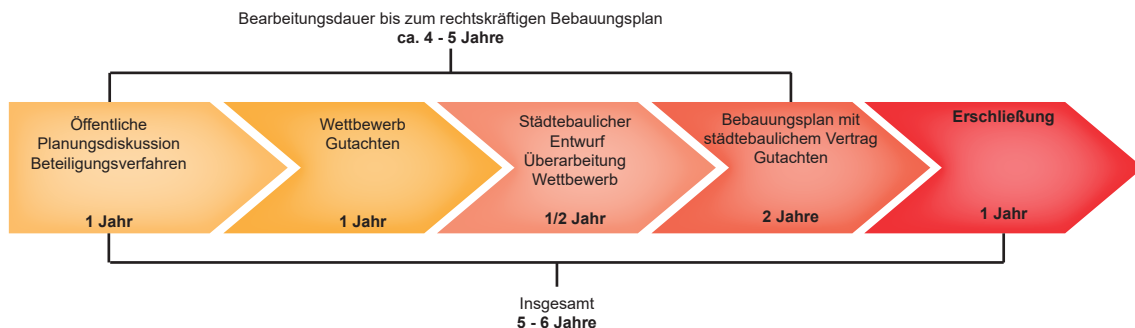 Bearbeitungsdauer bis zum rechtskräftigen Bebauungsplan
ca. 4 - 5 Jahre
Öffentliche
Planungsdiskussion
Beteiligungsverfahren
1 Jahr
Wettbewerb
Gutachten
1 Jahr
Städtebaulicher
Entwurf
Überarbeitung
Wettbewerb
1/2 Jahr
Bebauungsplan mit
städtebaulichem Vertrag
Gutachten
2 Jahre
Erschließung
1 Jahr
Insgesamt
5 - 6 Jahre